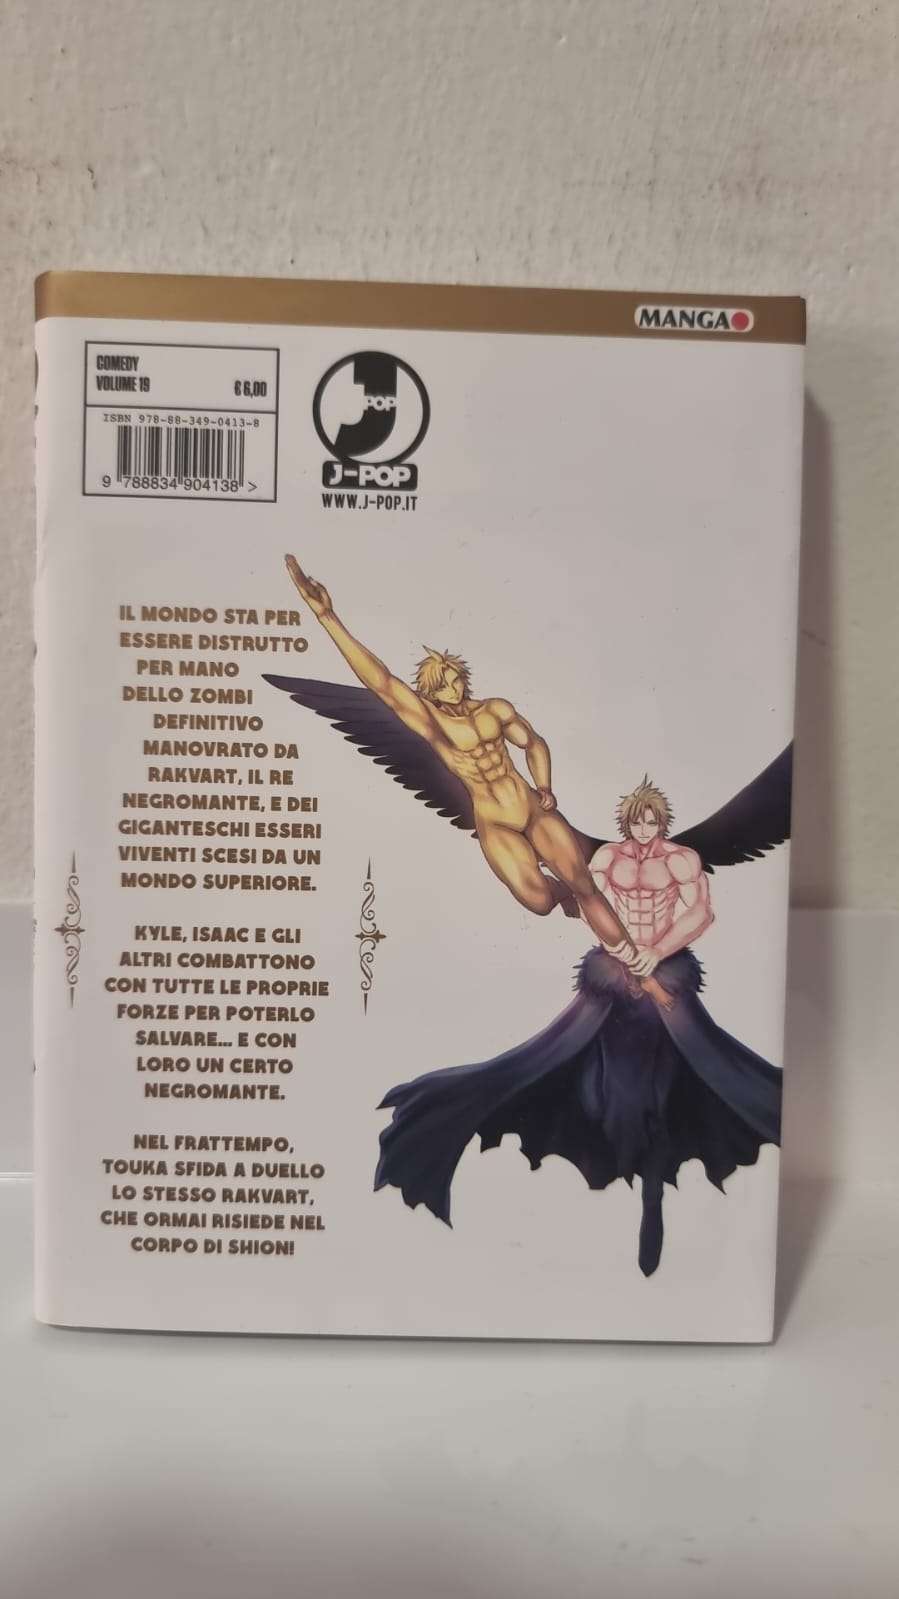 MANGA
COMEDY
VOLUME 19 € 6,00
ISBN 978-88-349-0413-8
9 788834 904138 >
J-POP
J-POP
WWW.J-POP.IT
IL MONDO STA PER
ESSERE DISTRUTTO
PER MANO
DELLO ZOMBI
DEFINITIVO
MANOVRATO DA
RAKVART, IL RE
NEGROMANTE, E DEI
GIGANTESCHI ESSERI
VIVENTI SCESI DA UN
MONDO SUPERIORE.
KYLE, ISAAC E GLI
ALTRI COMBATTONO
CON TUTTE LE PROPRIE
FORZE PER POTERLO
SALVARE... E CON
LORO UN CERTO
NEGROMANTE.
NEL FRATTEMPO,
TOUKA SFIDA A DUELLO
LO STESSO RAKVART,
CHE ORMAI RISIEDE NEL
CORPO DI SHION!